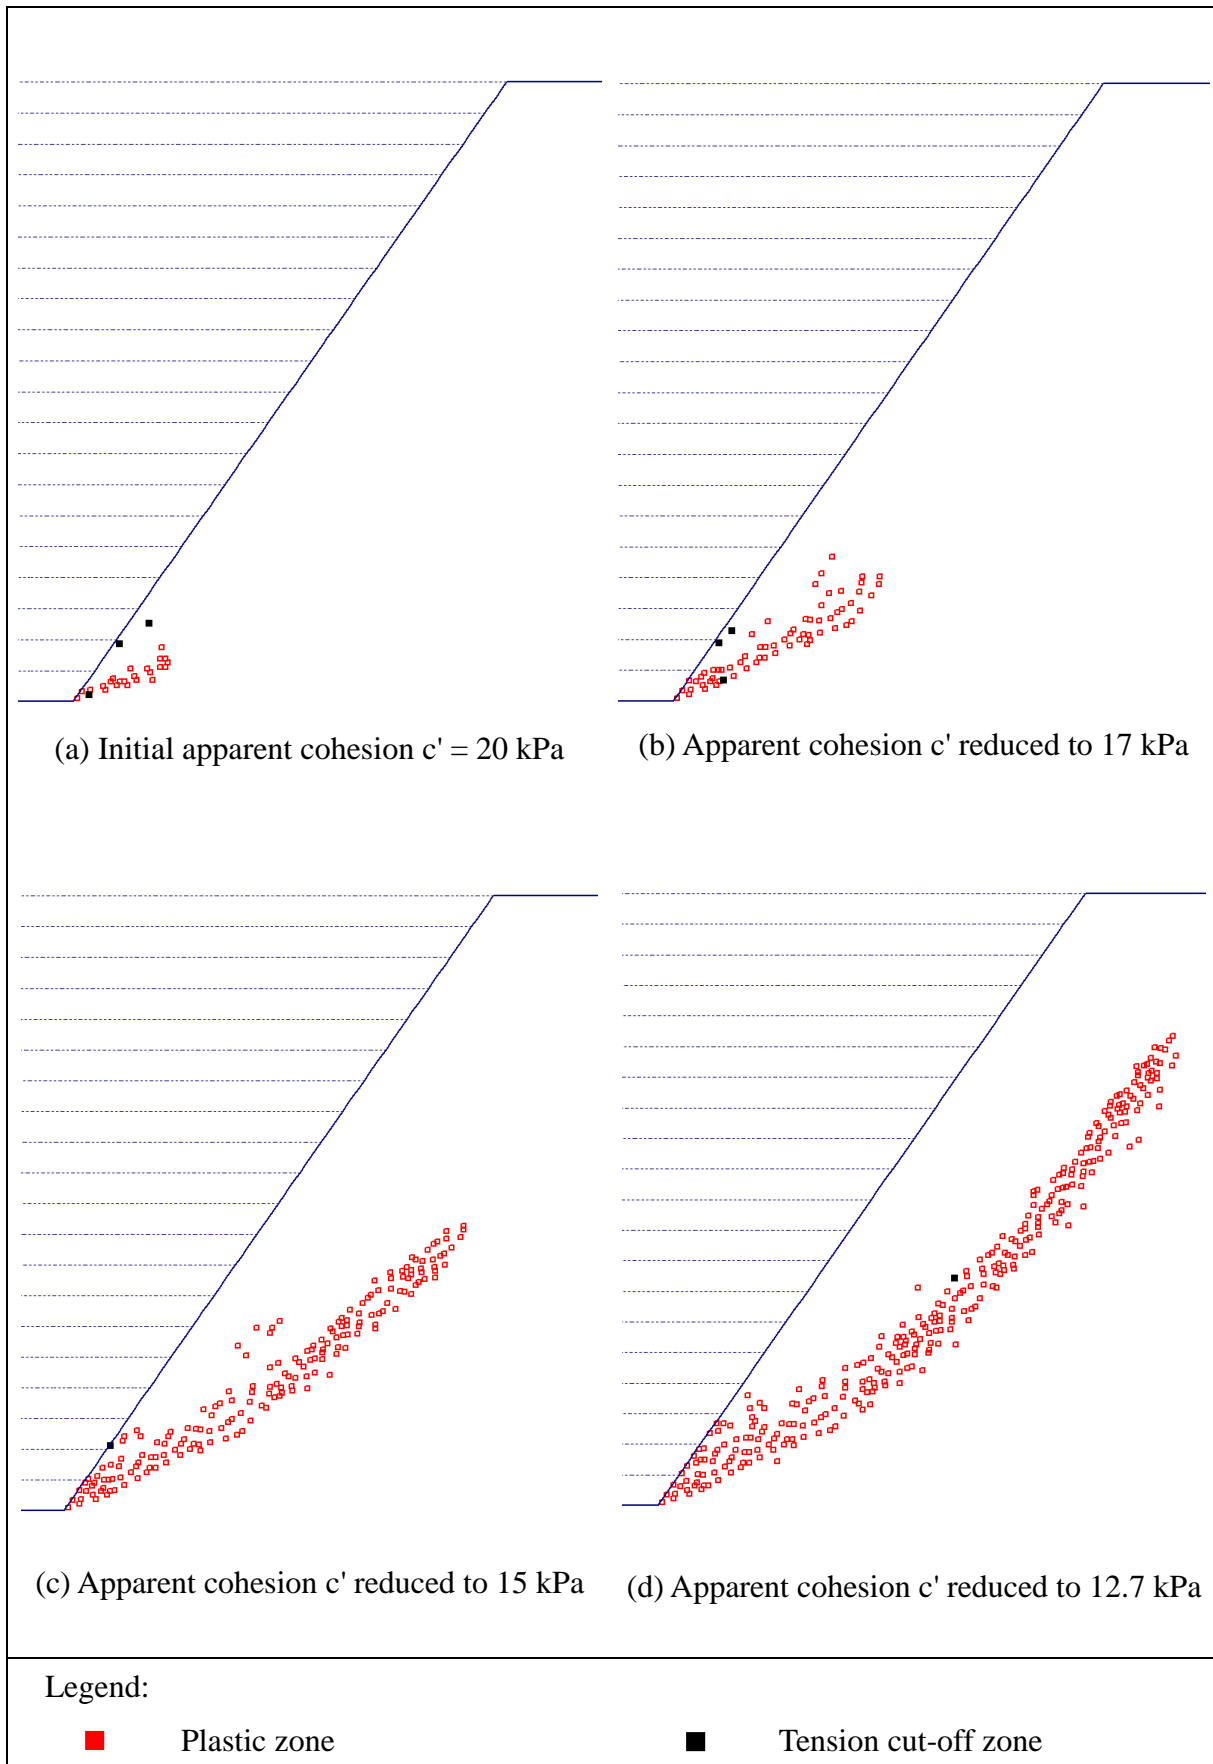 (a) Initial apparent cohesion c' = 20 kPa
(b) Apparent cohesion c' reduced to 17 kPa
(c) Apparent cohesion c' reduced to 15 kPa
(d) Apparent cohesion c' reduced to 12.7 kPa
Legend:
Plastic zone
Tension cut-off zone